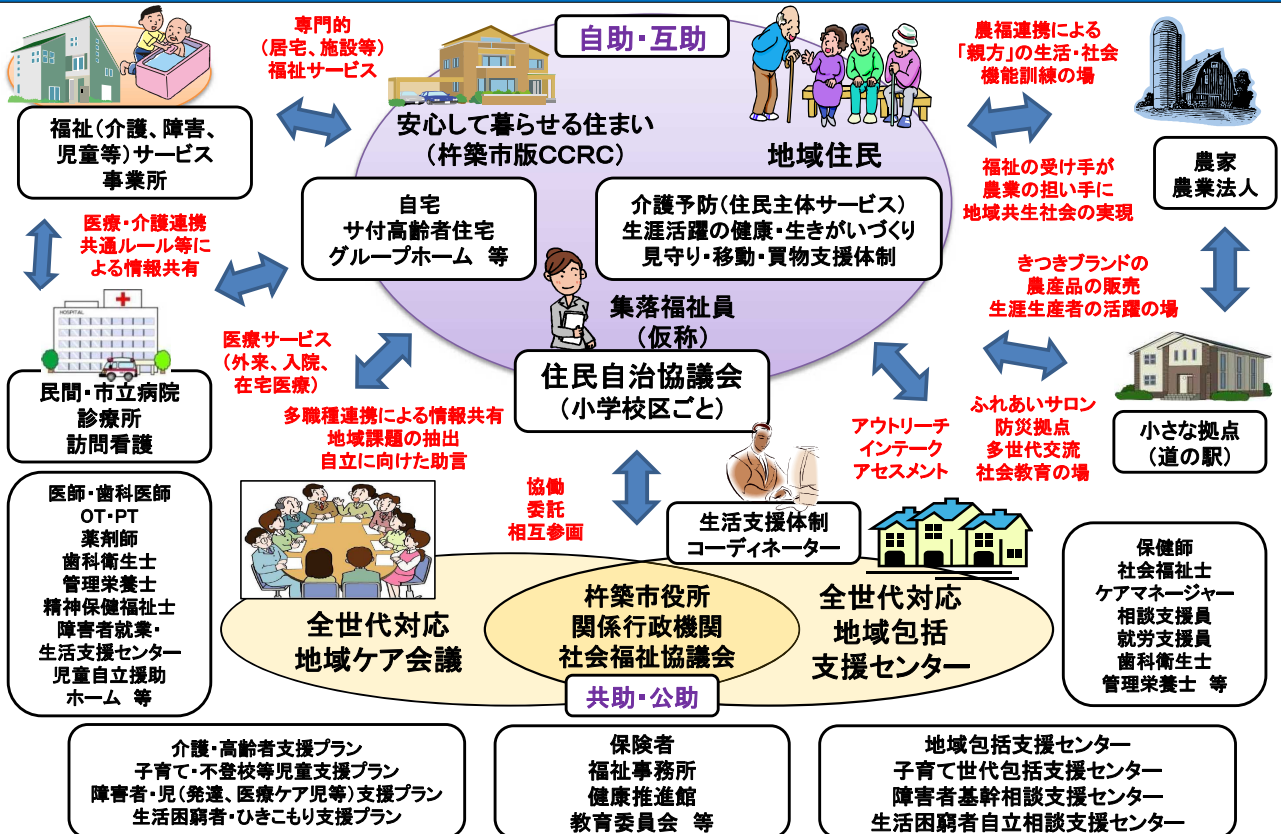 専門的
(居宅、施設等)
福祉サービス
自助・互助
農福連携による
「親方」の生活・社会
機能訓練の場
福祉(介護、障害、
児童等)サービス
事業所
安心して暮らせる住まい
(杵築市版CCRC)
地域住民
農家
農業法人
福祉の受け手が
農業の担い手に
地域共生社会の実現
自宅
サ付高齢者住宅
グループホーム 等
介護予防(住民主体サービス)
生涯活躍の健康・生きがいづくり
見守り・移動・買物支援体制
医療・介護連携
共通ルール等に
よる情報共有
きつきブランドの
農産品の販売
生涯生産者の活躍の場
HOSPITAL
集落福祉員
(仮称)
医療サービス
(外来、入院、
在宅医療)
住民自治協議会
(小学校区ごと)
民間・市立病院
診療所
訪問看護
多職種連携による情報共有
地域課題の抽出
自立に向けた助言
アウトリーチ
インテーク
アセスメント
ふれあいサロン
防災拠点
多世代交流
社会教育の場
小さな拠点
(道の駅)
協働
委託
相互参画
生活支援体制
コーディネーター
医師・歯科医師
OT・PT
薬剤師
歯科衛生士
管理栄養士
精神保健福祉士
障害者就業・
生活支援センター
児童自立援助
ホーム 等
全世代対応
地域ケア会議
杵築市役所
関係行政機関
社会福祉協議会
全世代対応
地域包括
支援センター
保健師
社会福祉士
ケアマネージャー
相談支援員
就労支援員
歯科衛生士
管理栄養士 等
共助・公助
介護・高齢者支援プラン
子育て・不登校等児童支援プラン
障害者・児(発達、医療ケア児等)支援プラン
生活困窮者・ひきこもり支援プラン
保険者
福祉事務所
健康推進館
教育委員会 等
地域包括支援センター
子育て世代包括支援センター
障害者基幹相談支援センター
生活困窮者自立相談支援センター